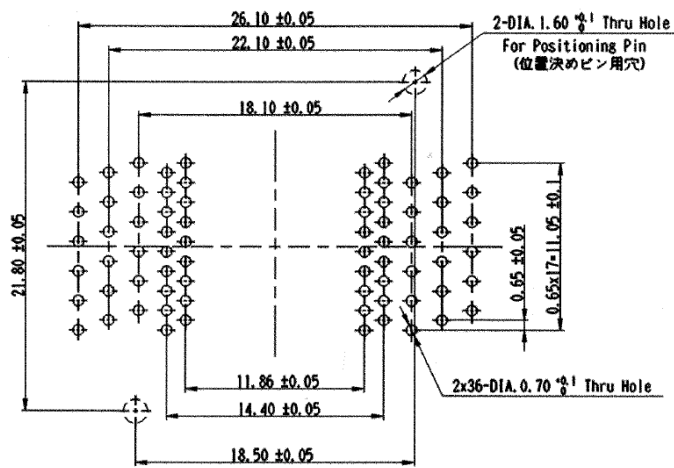 26.10 ±0.05
2-DIA.1.60 +0.1 0 Thru Hole
22.10 ±0.05
For Positioning Pin
(位置決めピン用穴)
18.10 ±0.05
21.80 ±0.05
0.65 ±0.05
0.65x17=11.05 ±0.1
11.86 ±0.05
2x36-DIA.0.70 +0.1 0 Thru Hole
14.40 ±0.05
18.50 ±0.05